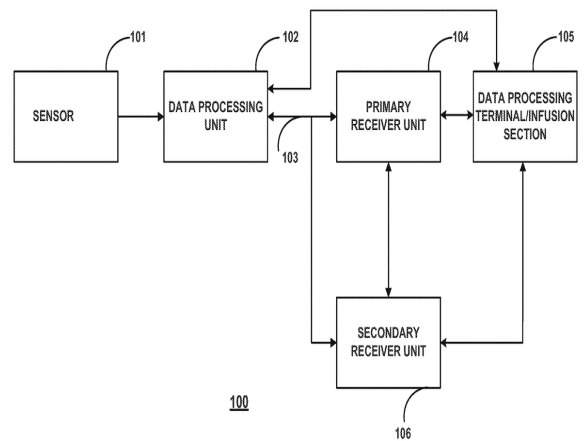 101
102
104
105
SENSOR
DATA PROCESSING
UNIT
PRIMARY
RECEIVER UNIT
DATA PROCESSING
TERMINAL/INFUSION
SECTION
103
SECONDARY
RECEIVER UNIT
100
106